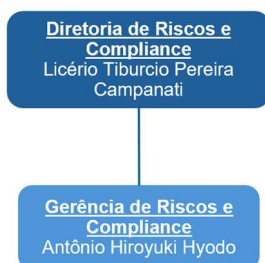 Diretoria de Riscos e
Compliance
Licério Tiburcio Pereira
Campanati
Gerência de Riscos e
Compliance
Antônio Hiroyuki Hyodo